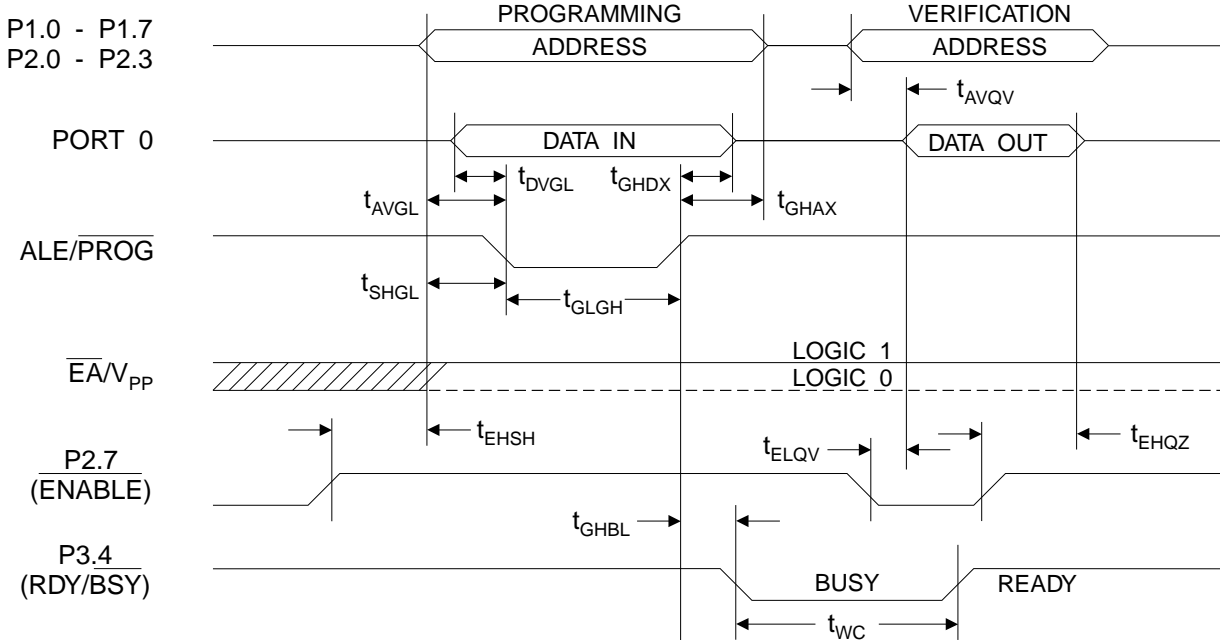 PROGRAMMING VERIFICATION
P1.0 - P1.7
P2.0 - P2.3
ADDRESS ADDRESS
tAVQV
PORT 0 DATA IN DATA OUT
tDVGL tGHDX
tAVGL tGHAX
ALE/PROG
tSHGL tGLGH
LOGIC 1
EA/VPP
LOGIC 0
tEHSH tELQV tEHQZ
P2.7
(ENABLE)
tGHBL
P3.4
(RDY/BSY) BUSY READY
tWC